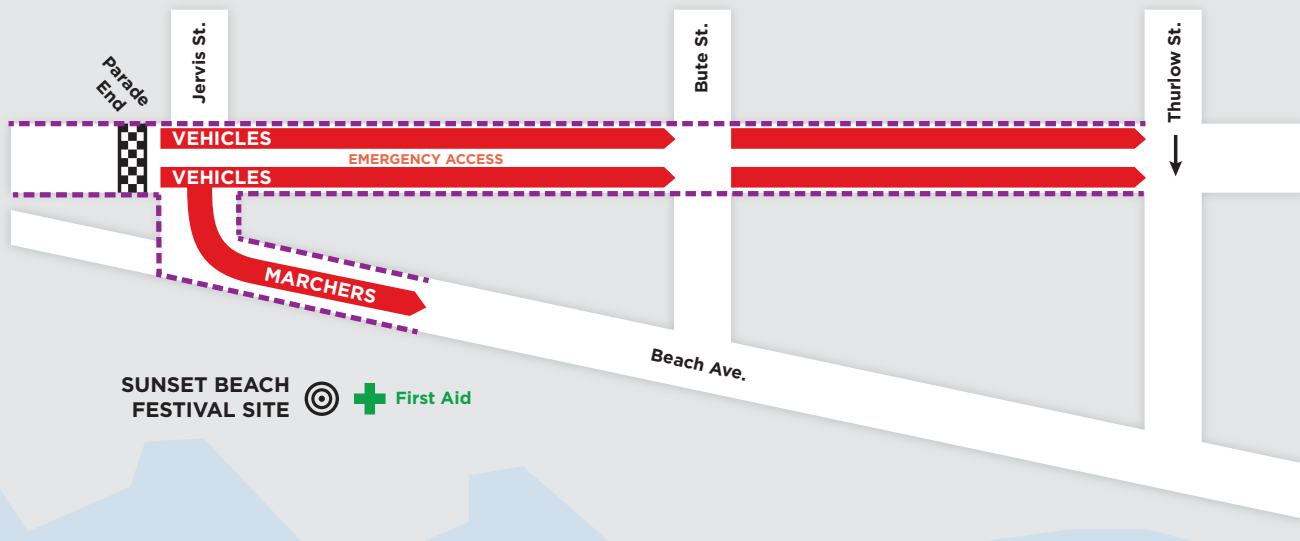 Jervis St.
Bute St.
Thurlow St.
Parade
End
VEHICLES
EMERGENCY ACCESS
VEHICLES
MARCHERS
Beach Ave.
SUNSET BEACH
FESTIVAL SITE
First Aid